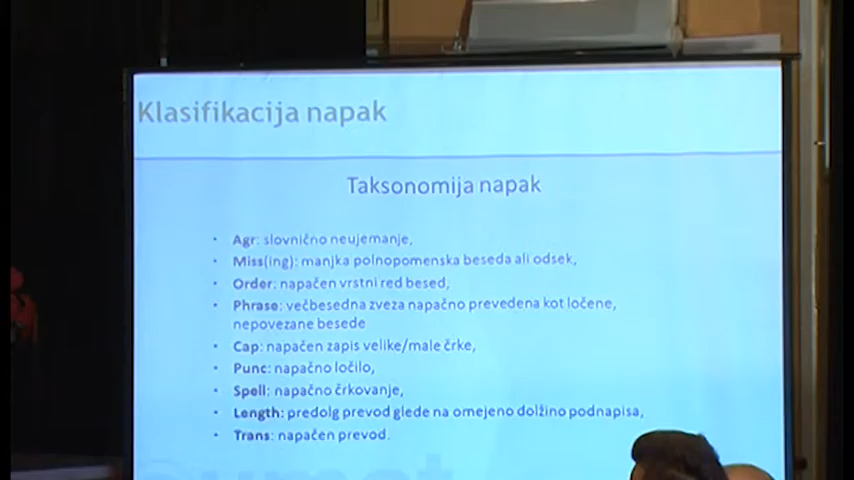 Klasifikacija napak
Taksonomija napak
• Agr: slovnično neujemanje,
• Miss(ing): manjka polnopomenska beseda ali odsek,
• Order: napačen vrstni red besed,
• Phrase: večbesedna zveza napačno prevedena kot ločene,
nepovezane besede
• Cap: napačen zapis velike/male črke,
• Punc: napačno ločilo,
• Spell: napačno črkovanje,
• Length: predolg prevod glede na omejeno dolžino podnapisa,
• Trans: napačen prevod.